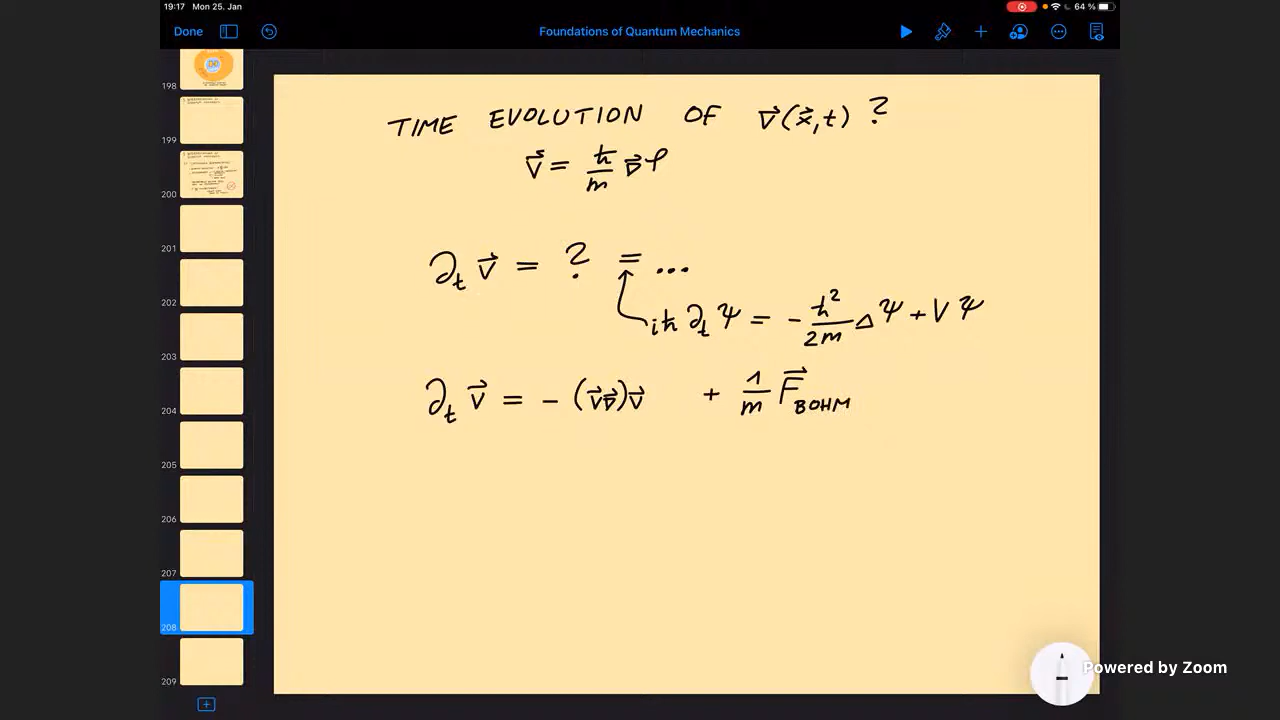 19:17 Mon 25. Jan
64 %
Done
Foundations of Quantum Mechanics
198
199
200
201
202
203
204
205
206
207
208
209
TIME EVOLUTION OF v⃗(x⃗,t) ?
v⃗ = ħ/m ∇⃗φ
∂ₜ v⃗ = ? = ...
iħ ∂ₜ ψ = - ħ²/2m Δψ + Vψ
∂ₜ v⃗ = - (v⃗∇⃗)v⃗ + 1/m F⃗_BOHM
Powered by Zoom